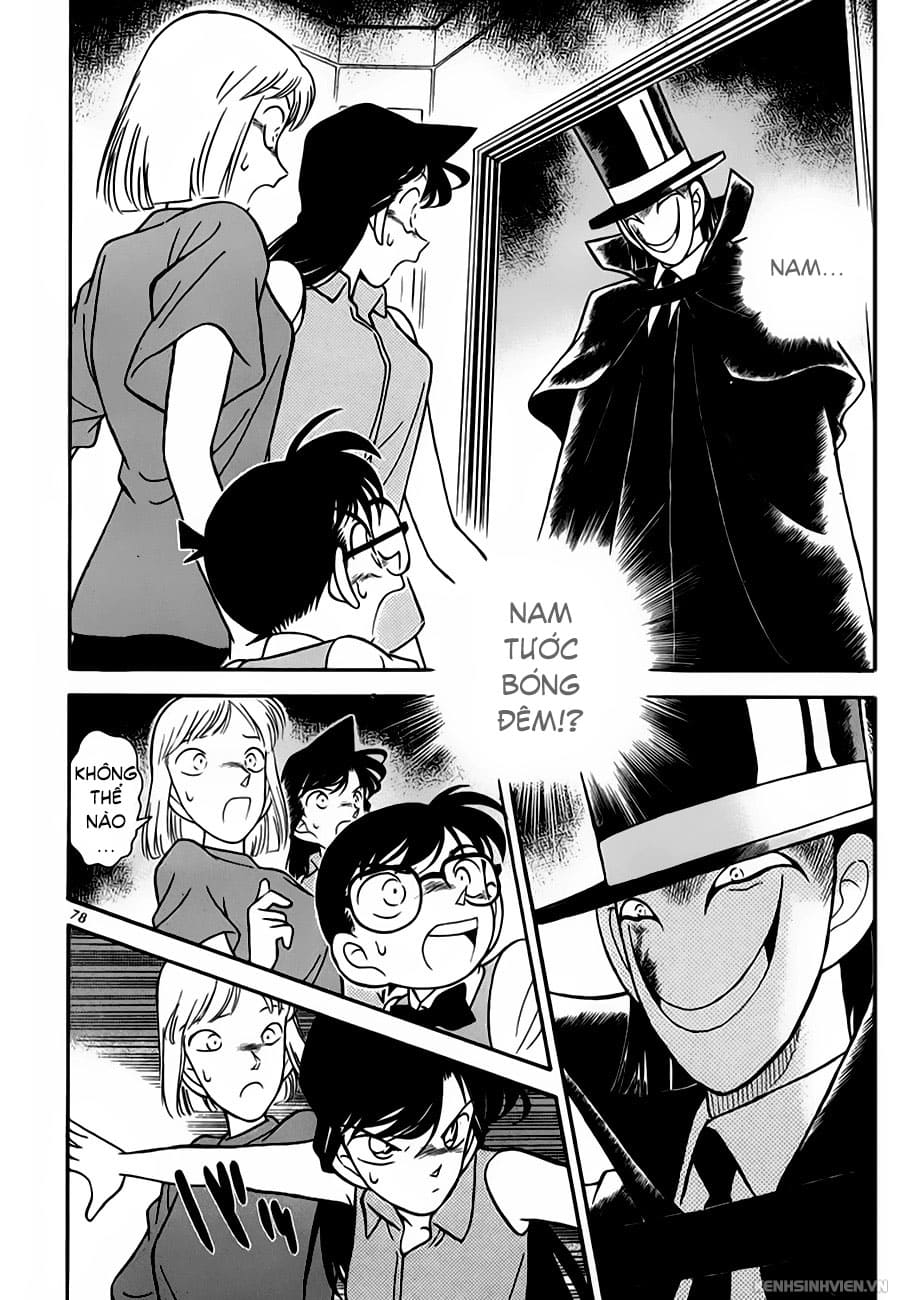 NAM...
NAM
TƯỚC
BÓNG
ĐÊM!?
KHÔNG
THỂ
NÀO
...
78
KENHSINHVIEN.VN